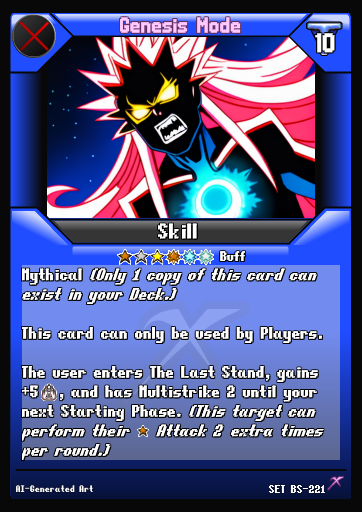 Genesis Mode
10
Skill
Buff
Mythical (Only 1 copy of this card can
exist in your Deck.)
This card can only be used by Players.
The user enters The Last Stand, gains
+5, and has Multistrike 2 until your
next Starting Phase. (This target can
perform their Attack 2 extra times
per round.)
AI-Generated Art
SET BS-221